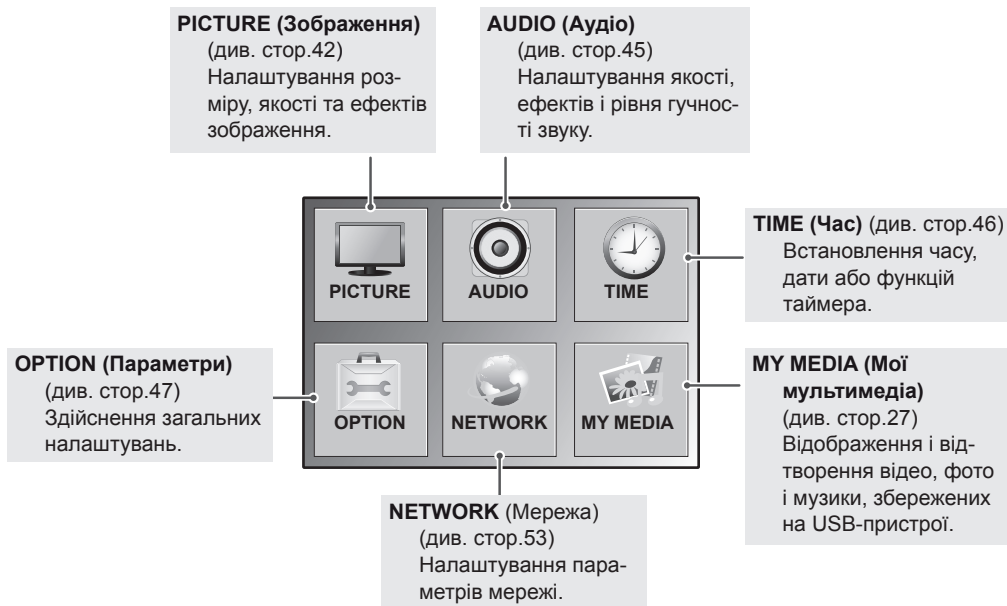 PICTURE (Зображення)
(див. стор.42)
Налаштування роз-
міру, якості та ефектів
зображення.
AUDIO (Аудіо)
(див. стор.45)
Налаштування якості,
ефектів і рівня гучнос-
ті звуку.
PICTURE
AUDIO
TIME
TIME (Час) (див. стор.46)
Встановлення часу,
дати або функцій
таймера.
OPTION (Параметри)
(див. стор.47)
Здійснення загальних
налаштувань.
OPTION
NETWORK
MY MEDIA
MY MEDIA (Мої
мультимедіа)
(див. стор.27)
Відображення і від-
творення відео, фото
і музики, збережених
на USB-пристрої.
NETWORK (Мережа)
(див. стор.53)
Налаштування пара-
метрів мережі.